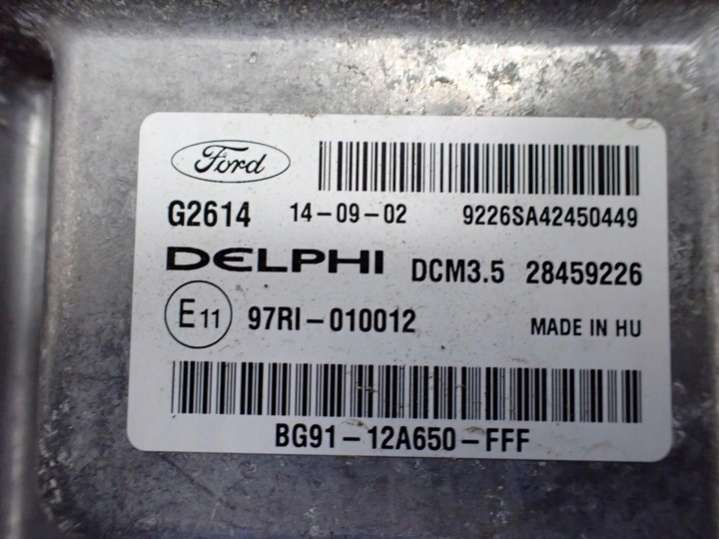 Ford
G2614 14-09-02 9226SA42450449
DELPHI DCM3.5 28459226
E11 97RI-010012 MADE IN HU
BG91-12A650-FFF